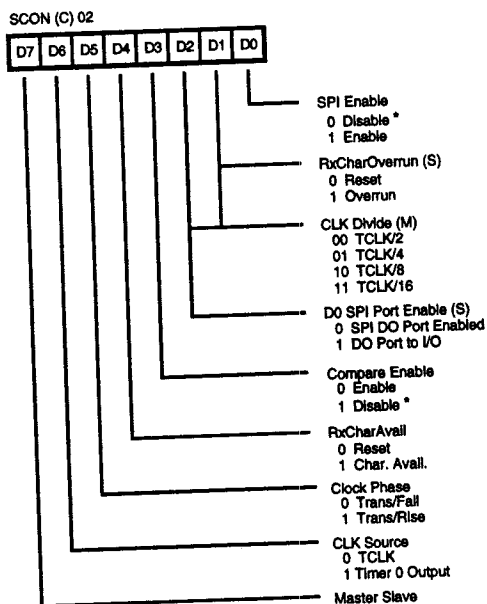 SCON (C) 02
D7 D6 D5 D4 D3 D2 D1 D0
SPI Enable
0 Disable *
1 Enable
RxCharOverrun (S)
0 Reset
1 Overrun
CLK Divide (M)
00 TCLK/2
01 TCLK/4
10 TCLK/8
11 TCLK/16
D0 SPI Port Enable (S)
0 SPI DO Port Enabled
1 DO Port to I/O
Compare Enable
0 Enable
1 Disable *
RxCharAvail
0 Reset
1 Char. Avail.
Clock Phase
0 Trans/Fall
1 Trans/Rise
CLK Source
0 TCLK
1 Timer 0 Output
Master Slave